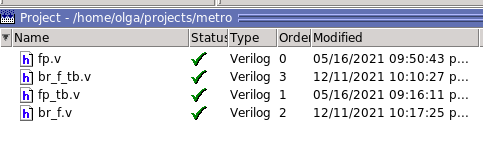 Project - /home/olga/projects/metro
Name Status Type Order Modified
fp.v Verilog 0 05/16/2021 09:50:43 p...
br_f_tb.v Verilog 3 12/11/2021 10:10:27 p...
fp_tb.v Verilog 1 05/16/2021 09:16:11 p...
br_f.v Verilog 2 12/11/2021 10:17:25 p...